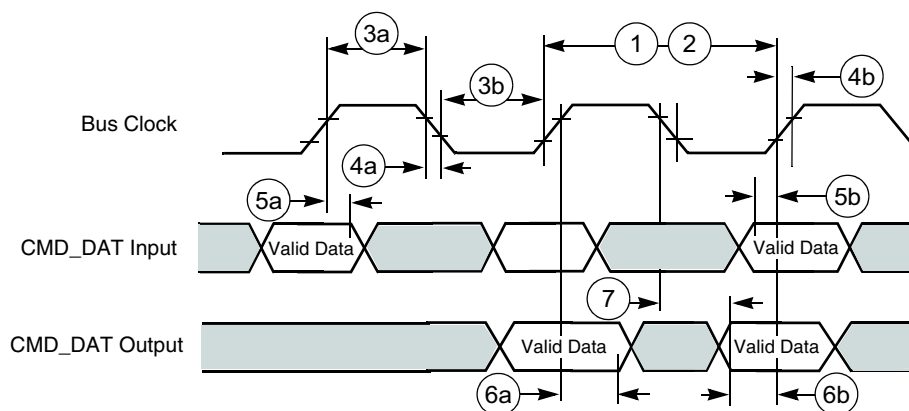 3a
1
2
3b
4b
Bus Clock
4a
5a
5b
CMD_DAT Input
Valid Data
Valid Data
7
CMD_DAT Output
Valid Data
Valid Data
6a
6b